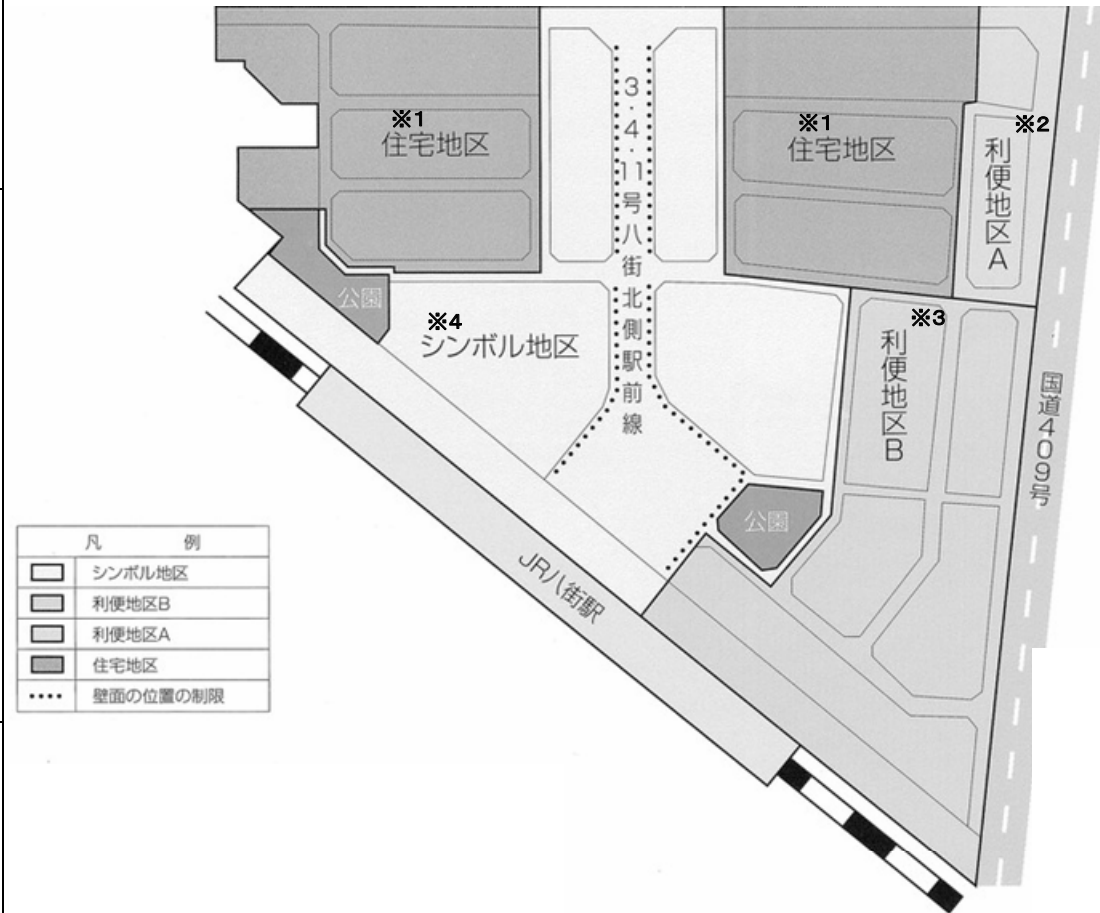 ※1
住宅地区
3・4・11号八街北側駅前線
※1
住宅地区
※2
利便地区A
公園
※4
シンボル地区
※3
利便地区B
国道409号
公園
JR八街駅
凡 例
シンボル地区
利便地区B
利便地区A
住宅地区
壁面の位置の制限